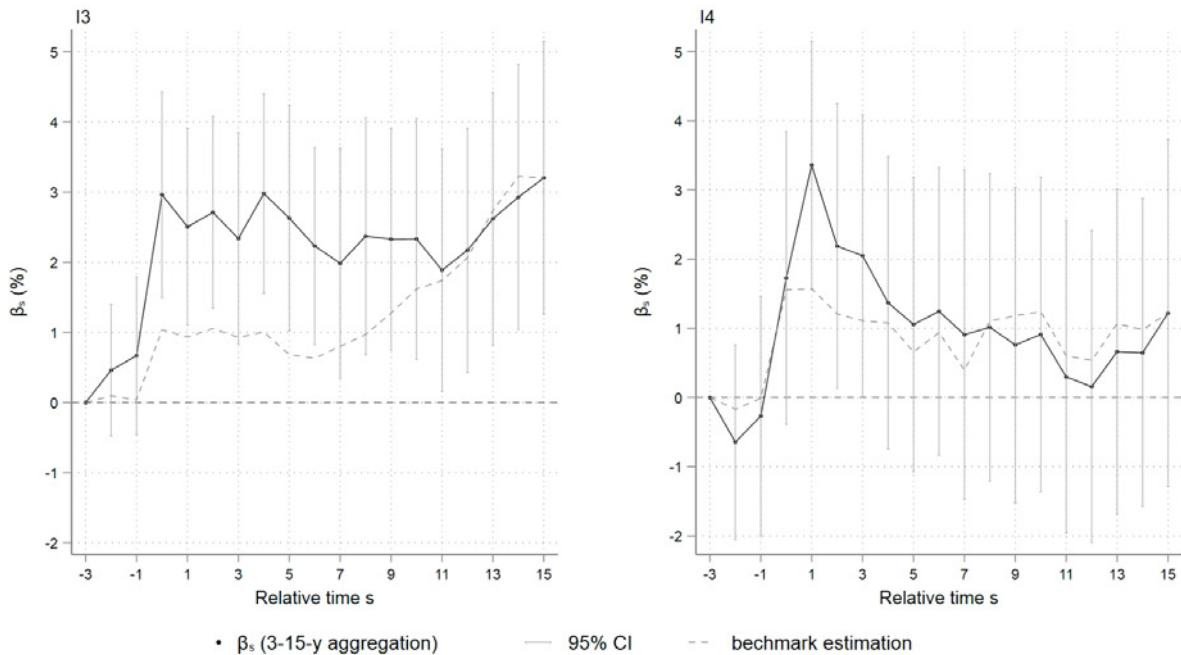 I3
5
4
3
2
1
0
-1
-2
βₛ (%)
-3 -1 1 3 5 7 9 11 13 15
Relative time s
I4
5
4
3
2
1
0
-1
-2
βₛ (%)
-3 -1 1 3 5 7 9 11 13 15
Relative time s
βₛ (3-15-y aggregation) 95% CI bechmark estimation